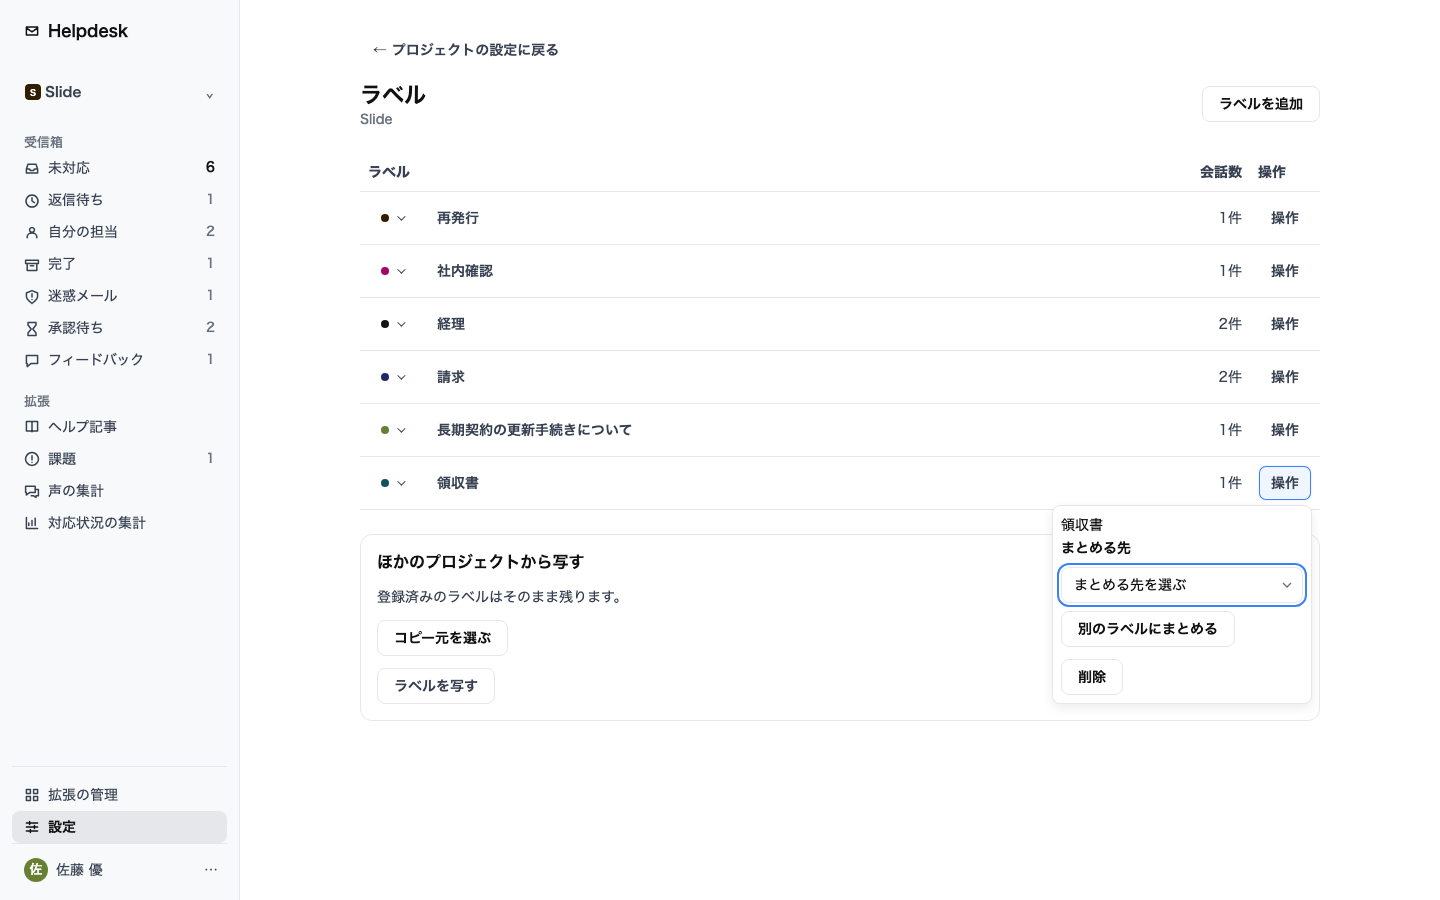 Helpdesk
S Slide
受信箱
未対応 6
返信待ち 1
自分の担当 2
完了 1
迷惑メール 1
承認待ち 2
フィードバック 1
拡張
ヘルプ記事
課題 1
声の集計
対応状況の集計
拡張の管理
設定
佐 佐藤 優 …
← プロジェクトの設定に戻る
ラベル
Slide
ラベルを追加
ラベル 会話数 操作
再発行 1件 操作
社内確認 1件 操作
経理 2件 操作
請求 2件 操作
長期契約の更新手続きについて 1件 操作
領収書 1件 操作
領収書
まとめる先
まとめる先を選ぶ
別のラベルにまとめる
削除
ほかのプロジェクトから写す
登録済みのラベルはそのまま残ります。
コピー元を選ぶ
ラベルを写す